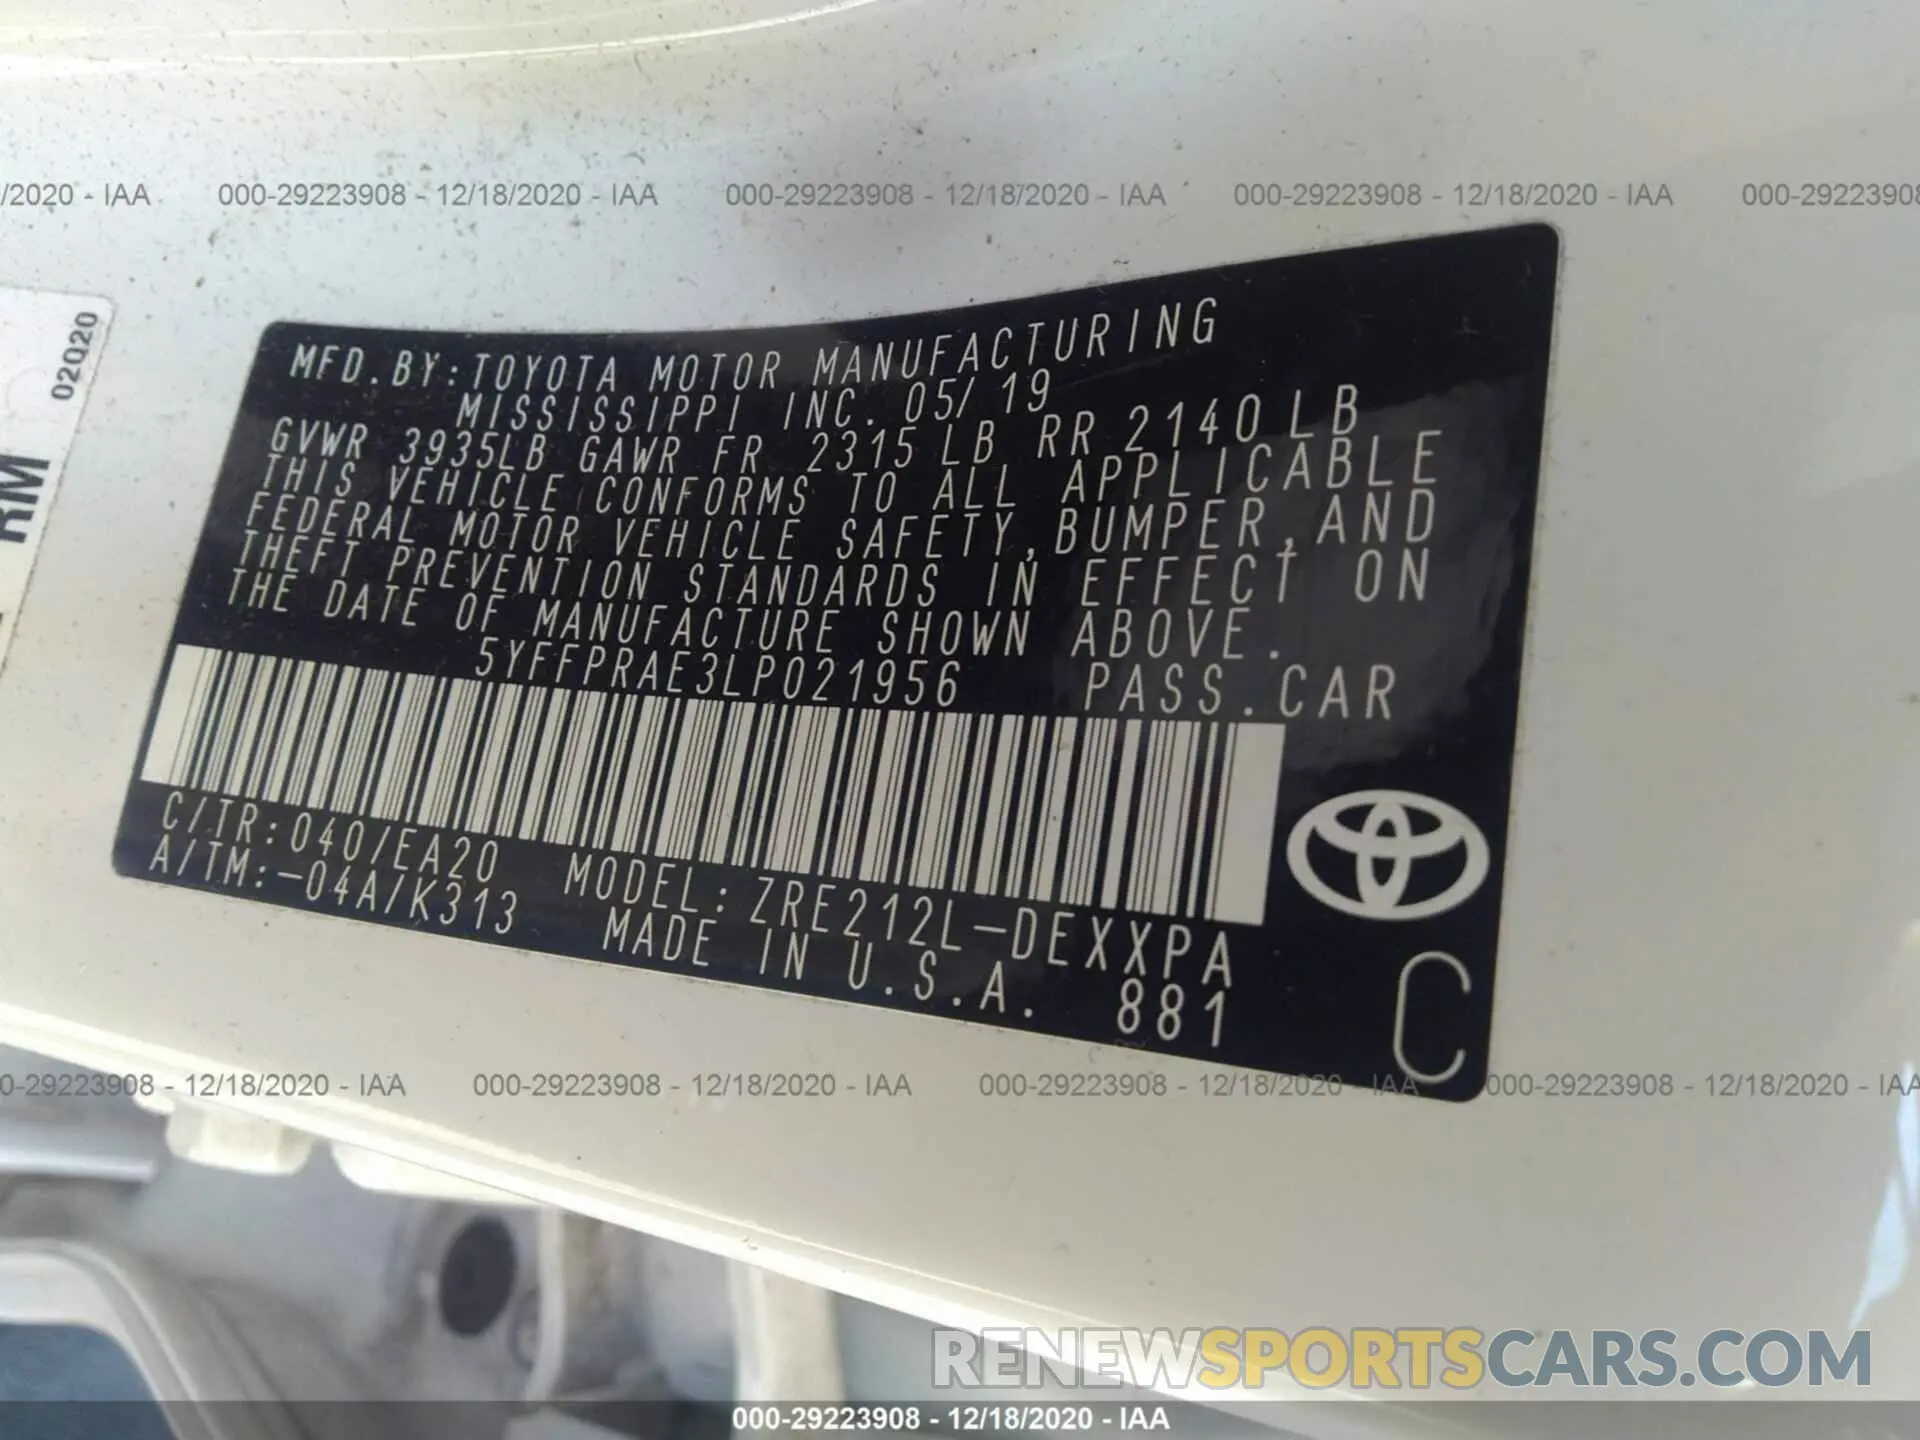 /2020 - IAA 000-29223908 - 12/18/2020 - IAA 000-29223908 - 12/18/2020 - IAA 000-29223908 - 12/18/2020 - IAA 000-29223908
02Q20
RM
MFD.BY:TOYOTA MOTOR MANUFACTURING
MISSISSIPPI INC. 05/19
GVWR 3935LB GAWR FR 2315LB RR 2140LB
THIS VEHICLE CONFORMS TO ALL APPLICABLE
FEDERAL MOTOR VEHICLE SAFETY,BUMPER,AND
THEFT PREVENTION STANDARDS IN EFFECT ON
THE DATE OF MANUFACTURE SHOWN ABOVE.
5YFFPRAE3LP021956 PASS.CAR
C/TR:040/EA20 MODEL:ZRE212L-DEXXPA
A/TM:-04A/K313 MADE IN U.S.A. 881
C
0-29223908 - 12/18/2020 - IAA 000-29223908 - 12/18/2020 - IAA 000-29223908 - 12/18/2020 - IAA 000-29223908 - 12/18/2020 - IAA
RENEWSPORTSCARS.COM
000-29223908 - 12/18/2020 - IAA